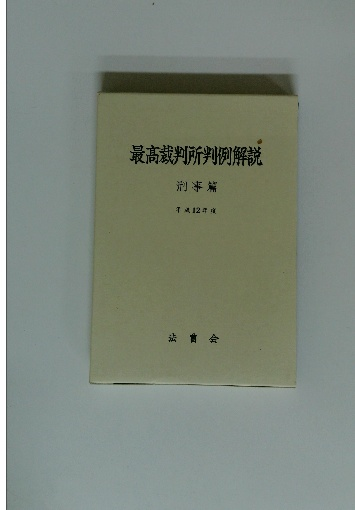 最高裁判所判例解説
刑事篇
平成12年度
法曹会